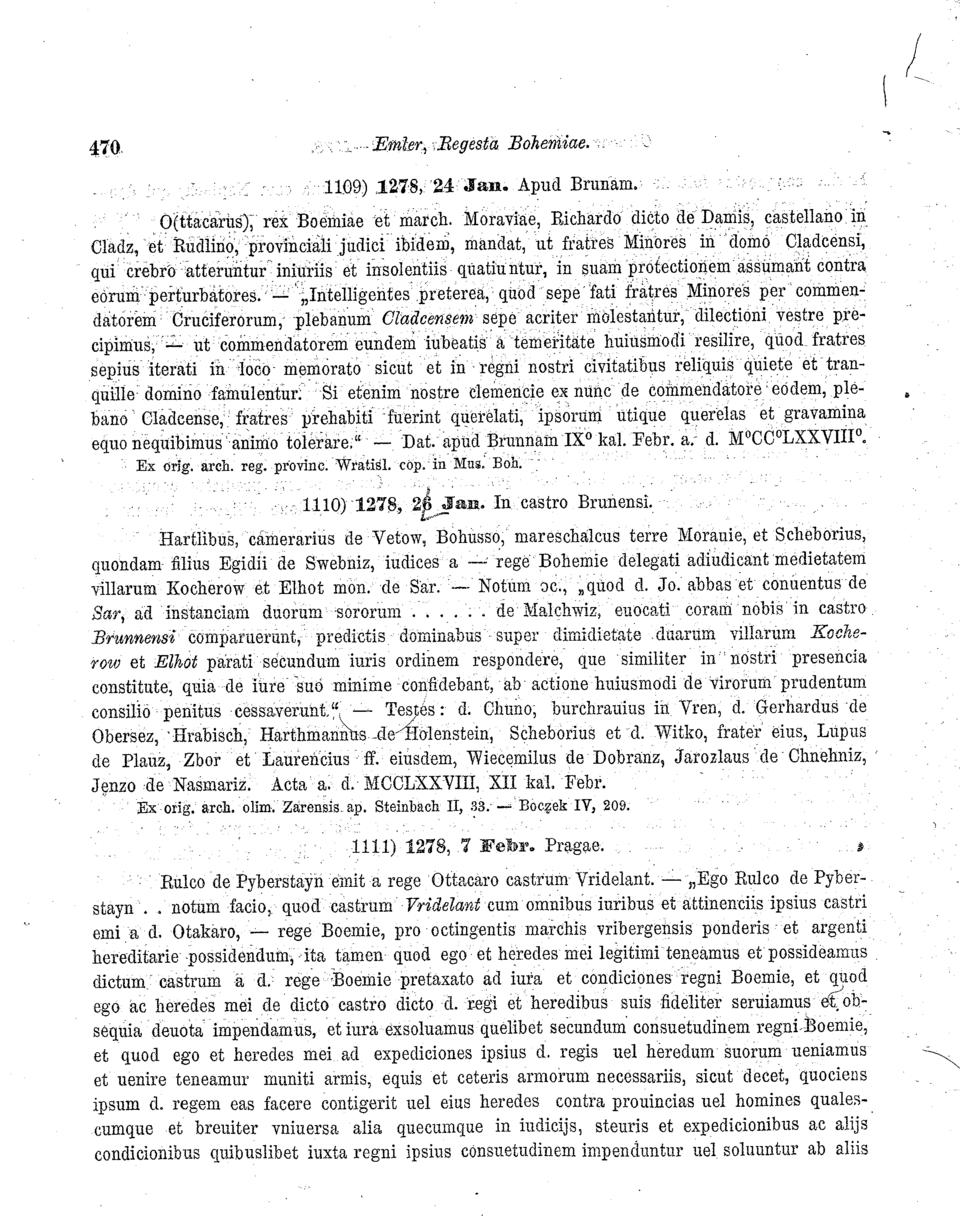 470
Emler, Regesta Bohemiae.
1109) 1278, 24 Jan. Apud Brunam.
O(ttacarus), rex Boemiae et march. Moraviae, Richardo dicto de Damis, castellano in
Cladz, et Rudlino, provinciali judici ibidem, mandat, ut fratres Minores in domo Cladcensi,
qui crebro atteruntur iniuriis et insolentiis quatiuntur, in suam protectionem assumant contra
eorum perturbatores. — „Intelligentes preterea, quod sepe fati fratres Minores per commen-
datorem Cruciferorum, plebanum Cladcensem sepe acriter molestantur, dilectioni vestre pre-
cipimus, — ut commendatorem eundem iubeatis a temeritate huiusmodi resilire, quod fratres
sepius iterati in loco memorato sicut et in regni nostri civitatibus reliquis quiete et tran-
quille domino famulentur. Si etenim nostre clemencie ex nunc de commendatore eodem, ple-
bano Cladcense, fratres prehabiti fuerint querelati, ipsorum utique querelas et gravamina
equo nequibimus animo tolerare.“ — Dat. apud Brunnam IXº kal. Febr. a. d. MºCCºLXXVIIIº.
Ex orig. arch. reg. provinc. Wratisl. cop. in Mus. Boh.
1110) 1278, 26 Jan. In castro Brunensi.
Hartlibus, camerarius de Vetow, Bohusso, mareschalcus terre Morauie, et Scheborius,
quondam filius Egidii de Swebniz, iudices a — rege Bohemie delegati adiudicant medietatem
villarum Kocherow et Elhot mon. de Sar. — Notum ɔc., „quod d. Jo. abbas et conuentus de
Sar, ad instanciam duorum sororum . . . . . . de Malchwiz, euocati coram nobis in castro
Brunnensi comparuerunt, predictis dominabus super dimidietate duarum villarum Koche-
row et Elhot parati secundum iuris ordinem respondere, que similiter in nostri presencia
constitute, quia de iure suo minime confidebant, ab actione huiusmodi de virorum prudentum
consilio penitus cessaverunt.“ — Testes: d. Chuno, burchrauius in Vren, d. Gerhardus de
Obersez, Hrabisch, Harthmannus de Holenstein, Scheborius et d. Witko, frater eius, Lupus
de Plauz, Zbor et Laurencius ff. eiusdem, Wiecemilus de Dobranz, Jarozlaus de Chnehniz,
Jenzo de Nasmariz. Acta a. d. MCCLXXVIII, XII kal. Febr.
Ex orig. arch. olim. Zarensis ap. Steinbach II, 33. — Boczek IV, 209.
1111) 1278, 7 Febr. Pragae.
Rulco de Pyberstayn emit a rege Ottacaro castrum Vridelant. — „Ego Rulco de Pyber-
stayn . . notum facio, quod castrum Vridelant cum omnibus iuribus et attinenciis ipsius castri
emi a d. Otakaro, — rege Boemie, pro octingentis marchis vribergensis ponderis et argenti
hereditarie possidendum, ita tamen quod ego et heredes mei legitimi teneamus et possideamus
dictum castrum a d. rege Boemie pretaxato ad iura et condiciones regni Boemie, et quod
ego ac heredes mei de dicto castro dicto d. regi et heredibus suis fideliter seruiamus et ob-
sequia deuota impendamus, et iura exsoluamus quelibet secundum consuetudinem regni Boemie,
et quod ego et heredes mei ad expediciones ipsius d. regis uel heredum suorum ueniamus
et uenire teneamur muniti armis, equis et ceteris armorum necessariis, sicut decet, quociens
ipsum d. regem eas facere contigerit uel eius heredes contra prouincias uel homines quales-
cumque et breuiter vniuersa alia quecumque in iudicijs, steuris et expedicionibus ac alijs
condicionibus quibuslibet iuxta regni ipsius consuetudinem impenduntur uel soluuntur ab aliis